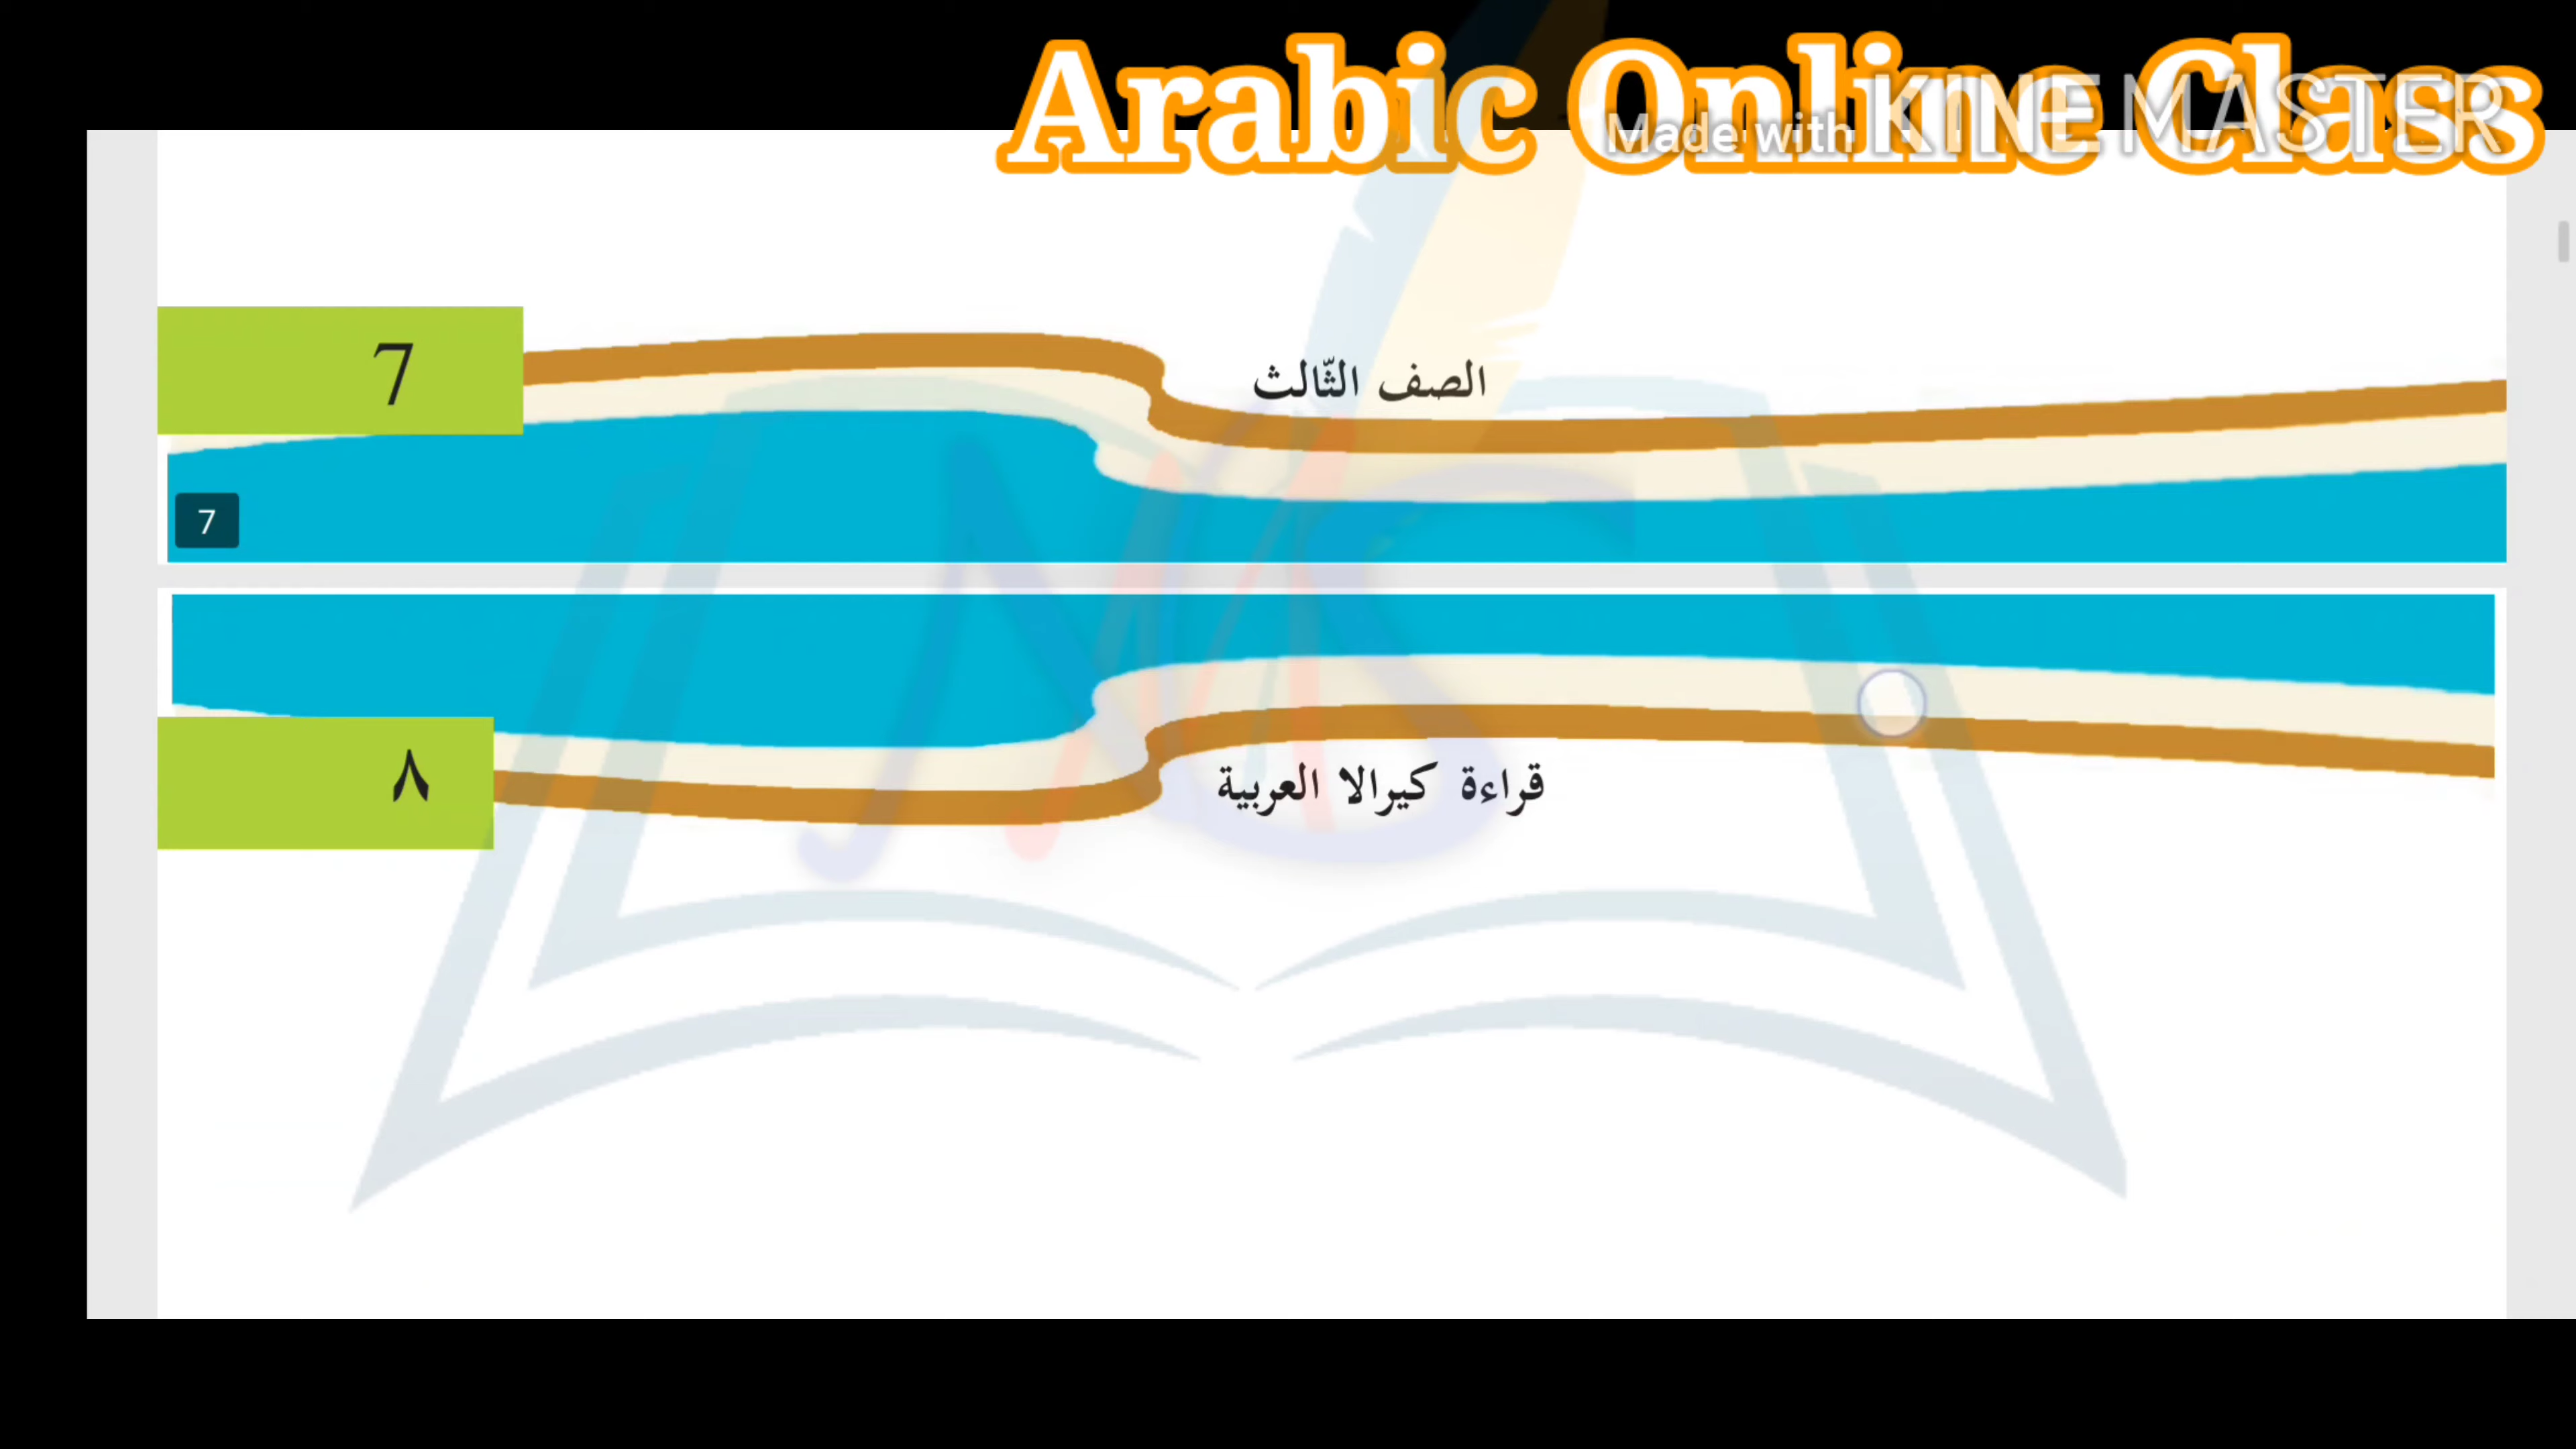 Arabic Online Class
Made with KINEMASTER
7
الصف الثّالث
7
٨
قراءة كيرالا العربية